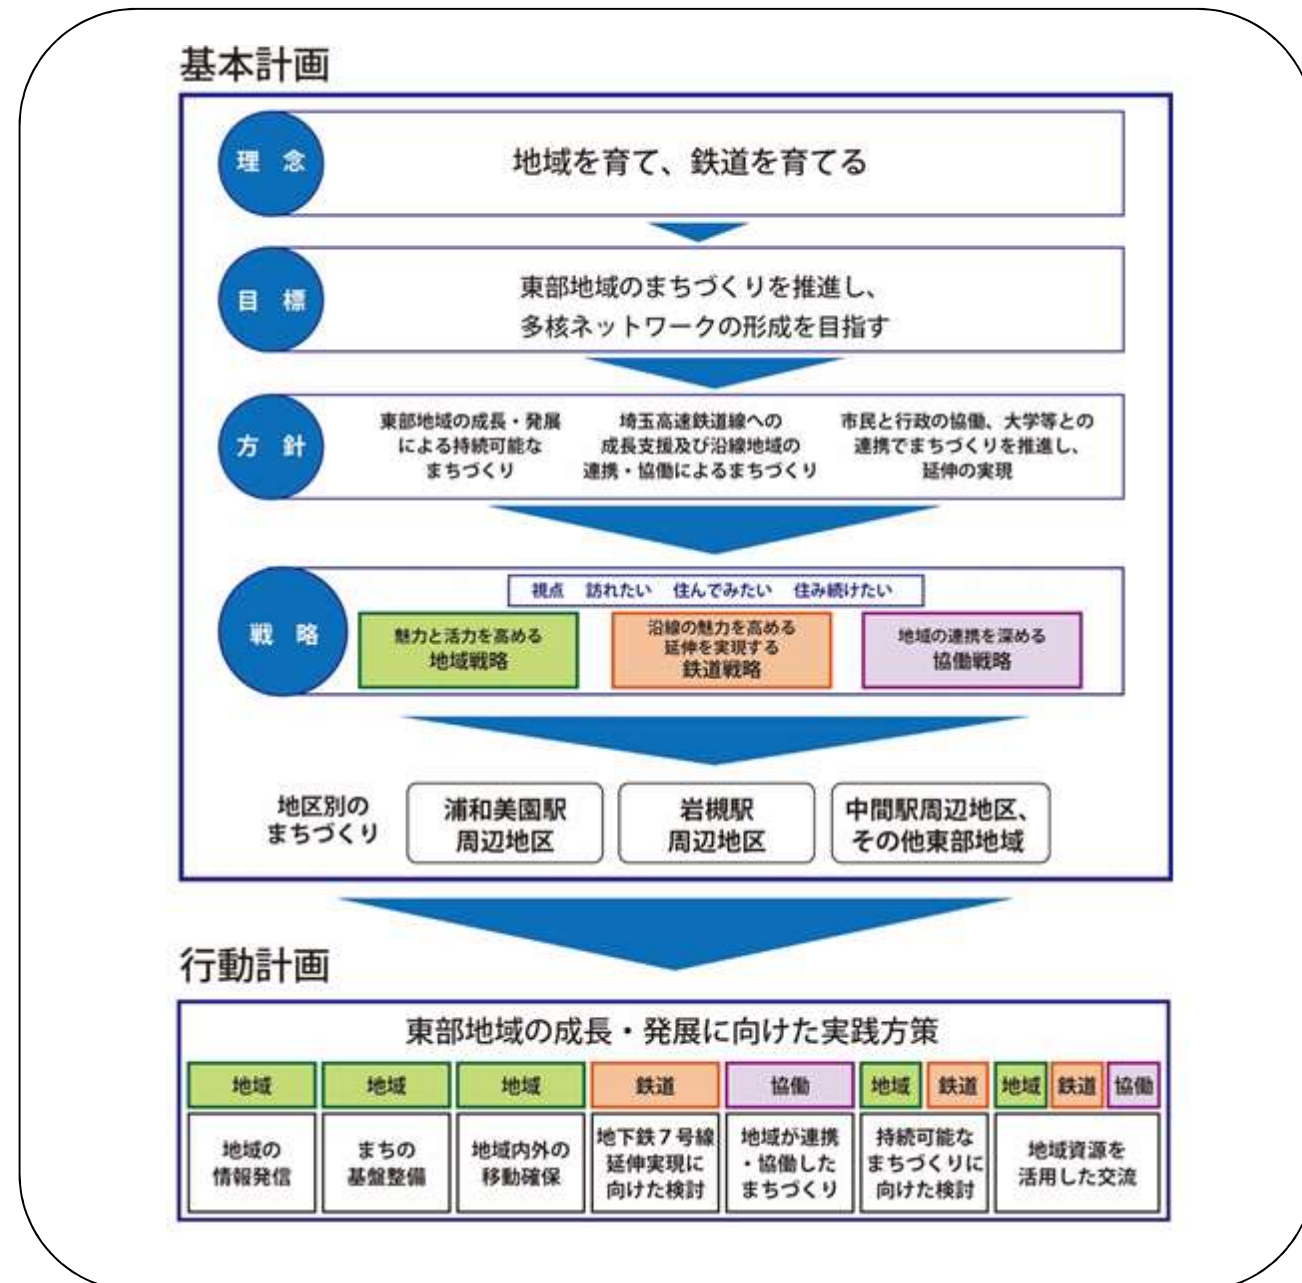 基本計画
理 念
地域を育て、鉄道を育てる
目 標
東部地域のまちづくりを推進し、
多核ネットワークの形成を目指す
方 針
東部地域の成長・発展
による持続可能な
まちづくり
埼玉高速鉄道線への
成長支援及び沿線地域の
連携・協働によるまちづくり
市民と行政の協働、大学等との
連携でまちづくりを推進し、
延伸の実現
戦 略
視点 訪れたい 住んでみたい 住み続けたい
魅力と活力を高める
地域戦略
沿線の魅力を高める
延伸を実現する
鉄道戦略
地域の連携を深める
協働戦略
地区別の
まちづくり
浦和美園駅
周辺地区
岩槻駅
周辺地区
中間駅周辺地区、
その他東部地域
行動計画
東部地域の成長・発展に向けた実践方策
地域
地域の
情報発信
地域
まちの
基盤整備
地域
地域内外の
移動確保
鉄道
地下鉄７号線
延伸実現に
向けた検討
協働
地域が連携
・協働した
まちづくり
地域 鉄道
持続可能な
まちづくりに
向けた検討
地域 鉄道 協働
地域資源を
活用した交流